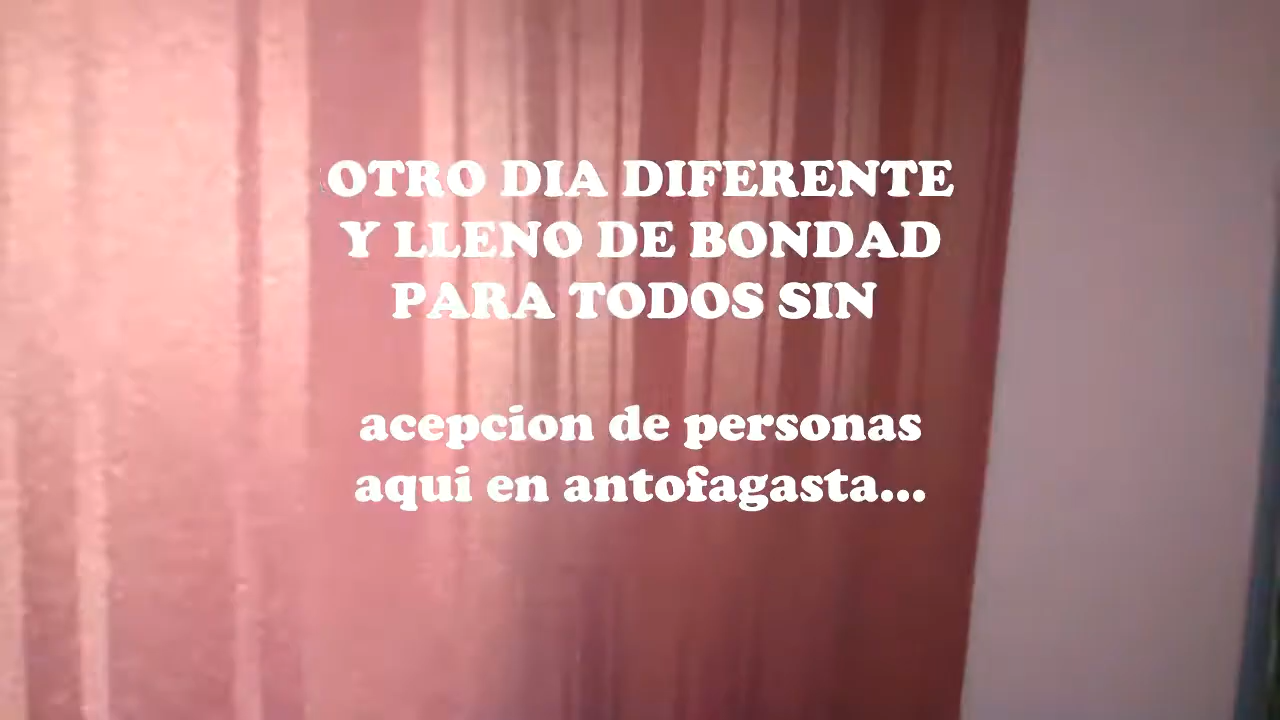 OTRO DIA DIFERENTE
Y LLENO DE BONDAD
PARA TODOS SIN
acepcion de personas
aqui en antofagasta...